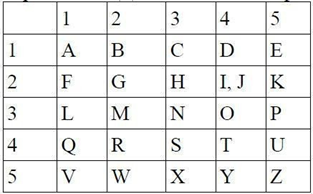 1 2 3 4 5
1 A B C D E
2 F G H I, J K
3 L M N O P
4 Q R S T U
5 V W X Y Z